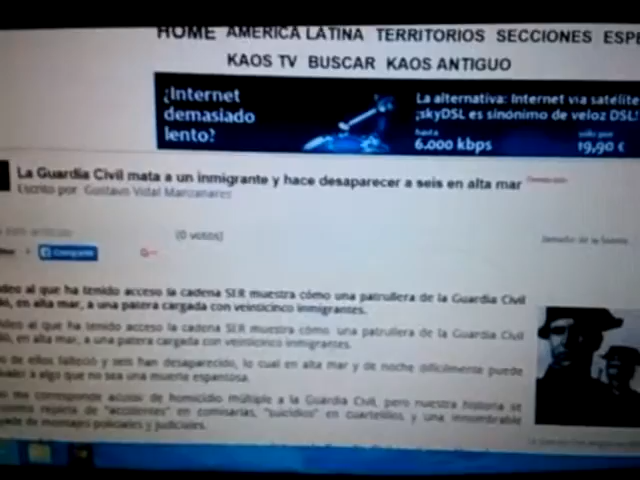 HOME AMERICA LATINA TERRITORIOS SECCIONES ESPE
KAOS TV BUSCAR KAOS ANTIGUO
¿Internet
demasiado
lento?
La alternativa: Internet via satélite
¡skyDSL es sinónimo de veloz DSL!
hasta
6.000 kbps
solo por
19,90 €
La Guardia Civil mata a un inmigrante y hace desaparecer a seis en alta mar
Escrito por Gustavo Vidal Manzanares
(0 votos)
Compartir
deo al que ha tenido acceso la cadena SER muestra cómo una patrullera de la Guardia Civil
ó, en alta mar, a una patera cargada con veinticinco inmigrantes.
deo al que ha tenido acceso la cadena SER muestra cómo una patrullera de la Guardia Civil
ó, en alta mar, a una patera cargada con veinticinco inmigrantes.
o de ellos falleció y seis han desaparecido, lo cual en alta mar y de noche difícilmente puede
a algo que no sea una muerte espantosa.
me corresponde acusar de homicidio múltiple a la Guardia Civil, pero nuestra historia se
repleta de "accidentes" en comisarías, "suicidios" en cuartelillos y una innumerable
de montajes policiales y judiciales.